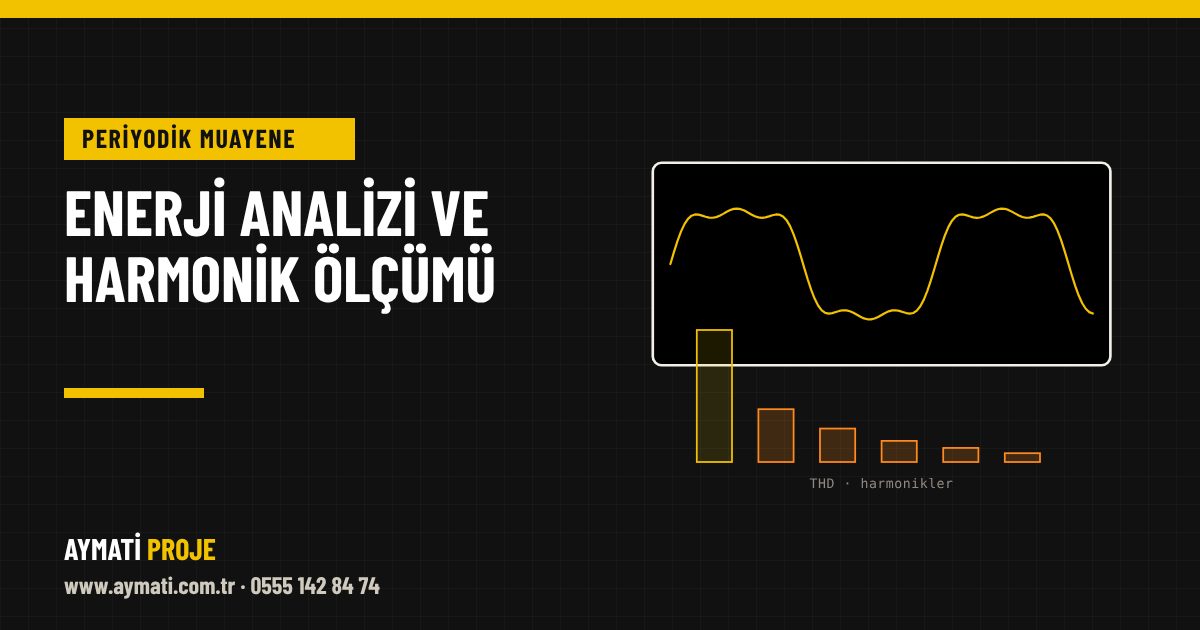 PERİYODİK MUAYENE
ENERJİ ANALİZİ VE
HARMONİK ÖLÇÜMÜ
THD · harmonikler
AYMATİ PROJE
www.aymati.com.tr · 0555 142 84 74